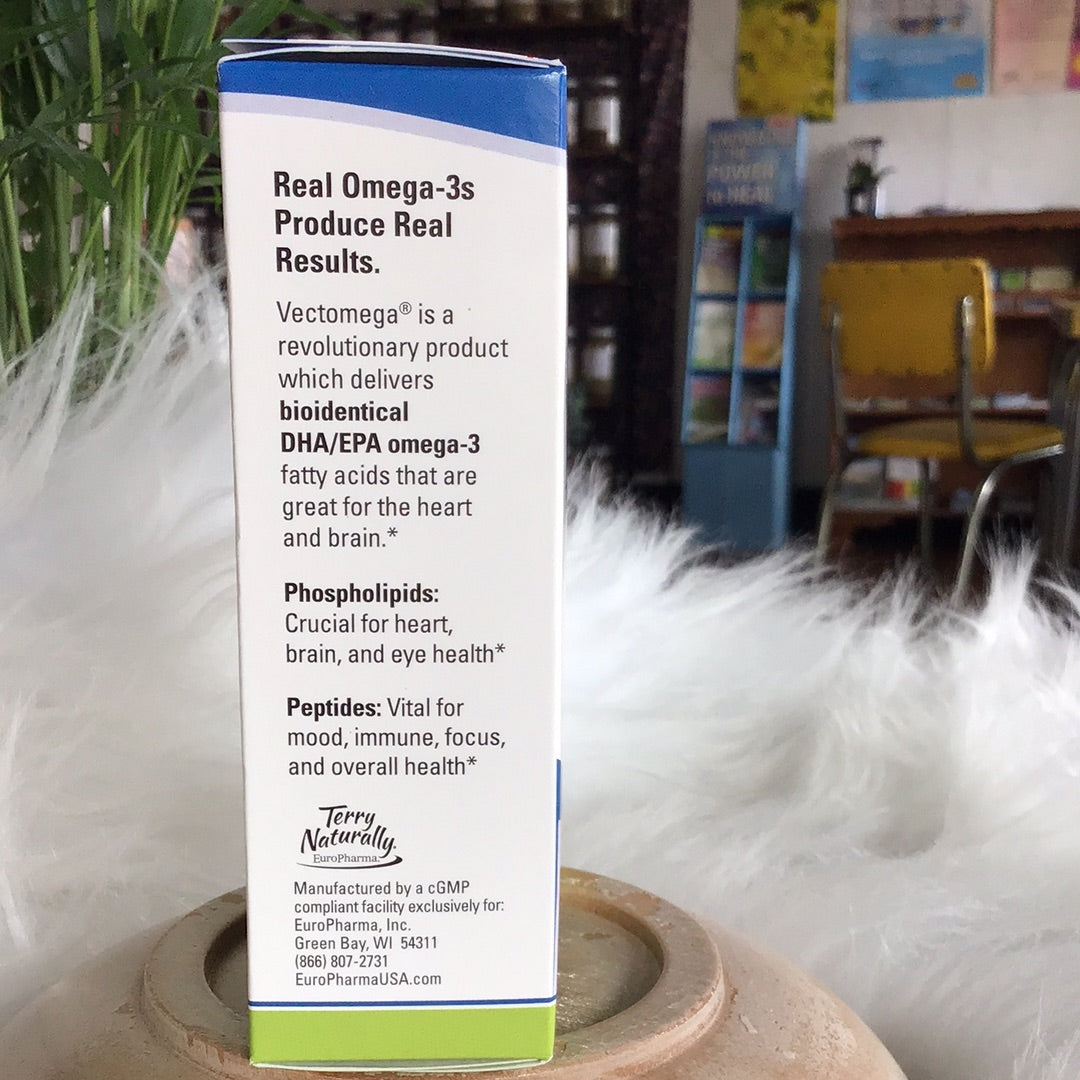 Real Omega-3s
Produce Real
Results.
Vectomega® is a
revolutionary product
which delivers
bioidentical
DHA/EPA omega-3
fatty acids that are
great for the heart
and brain.*
Phospholipids:
Crucial for heart,
brain, and eye health*
Peptides: Vital for
mood, immune, focus,
and overall health*
Terry
Naturally.
EuroPharma
Manufactured by a cGMP
compliant facility exclusively for:
EuroPharma, Inc.
Green Bay, WI 54311
(866) 807-2731
EuroPharmaUSA.com
POWER
to HEAL